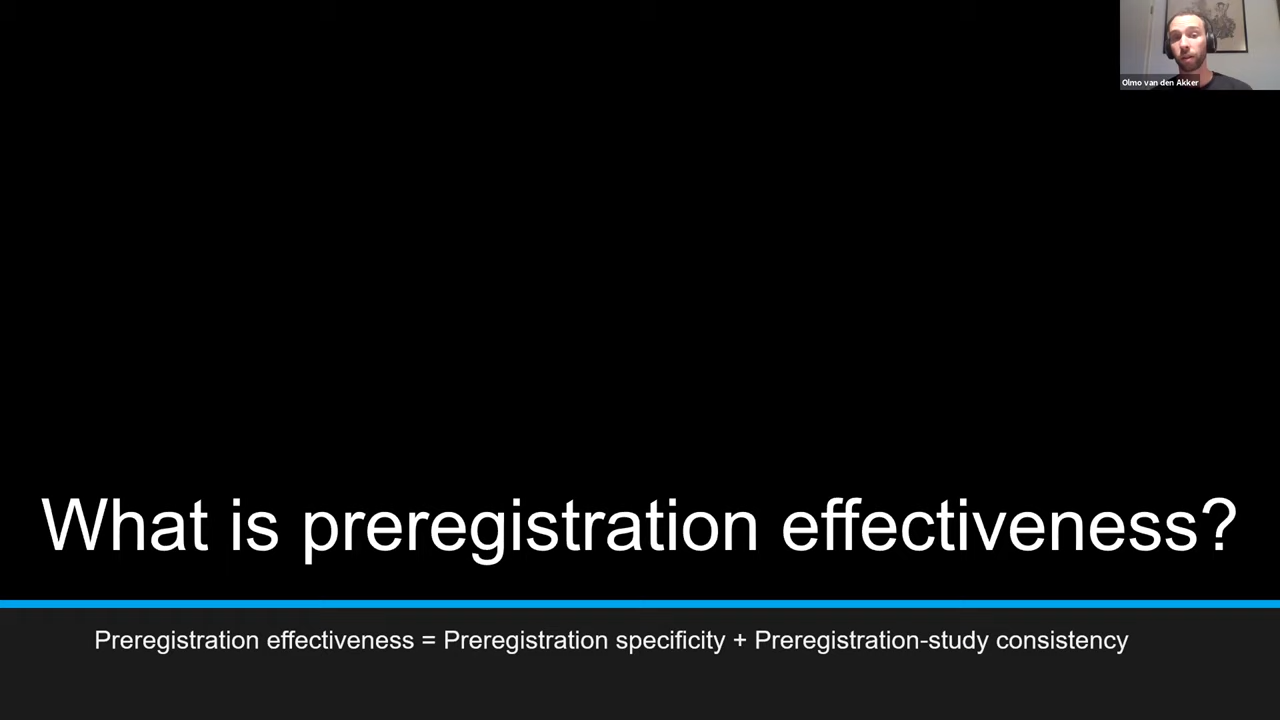 Olmo van den Akker
What is preregistration effectiveness?
Preregistration effectiveness = Preregistration specificity + Preregistration-study consistency